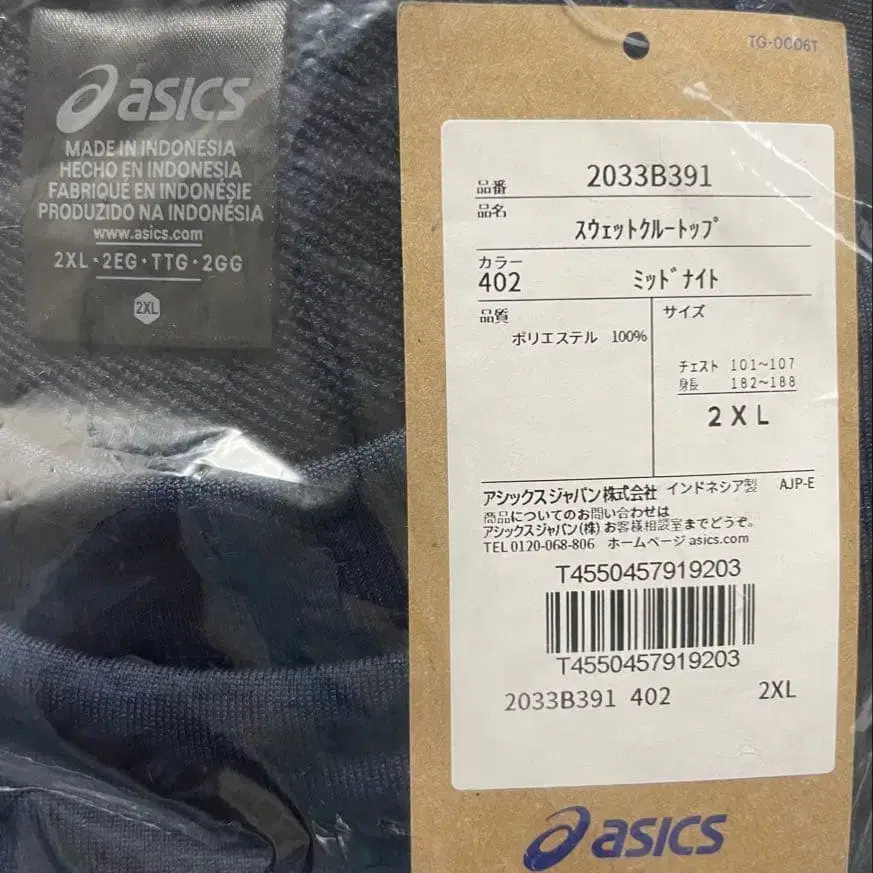 asics
MADE IN INDONESIA
HECHO EN INDONESIA
FABRIQUÉ EN INDONÉSIE
PRODUZIDO NA INDONÉSIA
www.asics.com
2XL・2EG・TTG・2GG
2XL
TG-0006T
品番 2033B391
品名
スウェットクルートップ
カラー
402 ミッドナイト
品質
ポリエステル 100%
サイズ
チェスト 101~107
身長 182~188
2XL
アシックスジャパン株式会社 インドネシア製 AJP-E
商品についてのお問い合わせは
アシックスジャパン(株)お客様相談室までどうぞ。
TEL 0120-068-806 ホームページ asics.com
T4550457919203
T4550457919203
2033B391 402 2XL
asics